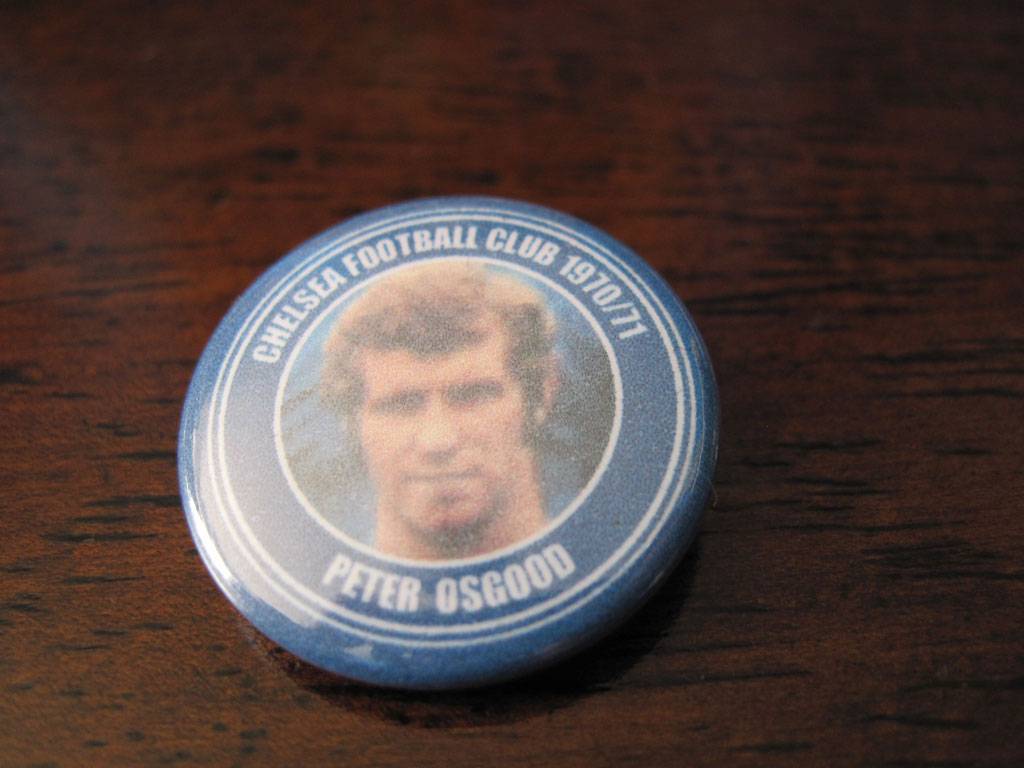 CHELSEA FOOTBALL CLUB 1970/71
PETER OSGOOD